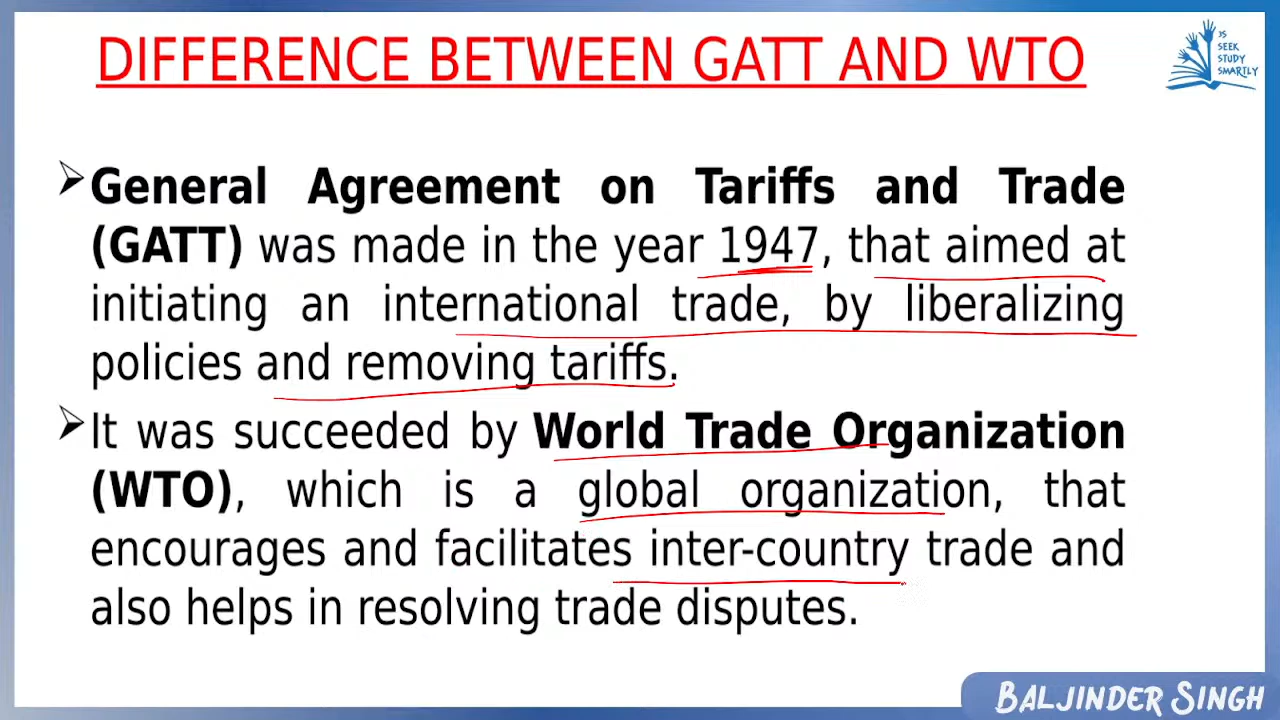 DIFFERENCE BETWEEN GATT AND WTO
3S
SEEK
STUDY
SMARTLY
➢General Agreement on Tariffs and Trade
(GATT) was made in the year 1947, that aimed at
initiating an international trade, by liberalizing
policies and removing tariffs.
➢It was succeeded by World Trade Organization
(WTO), which is a global organization, that
encourages and facilitates inter-country trade and
also helps in resolving trade disputes.
BALJINDER SINGH